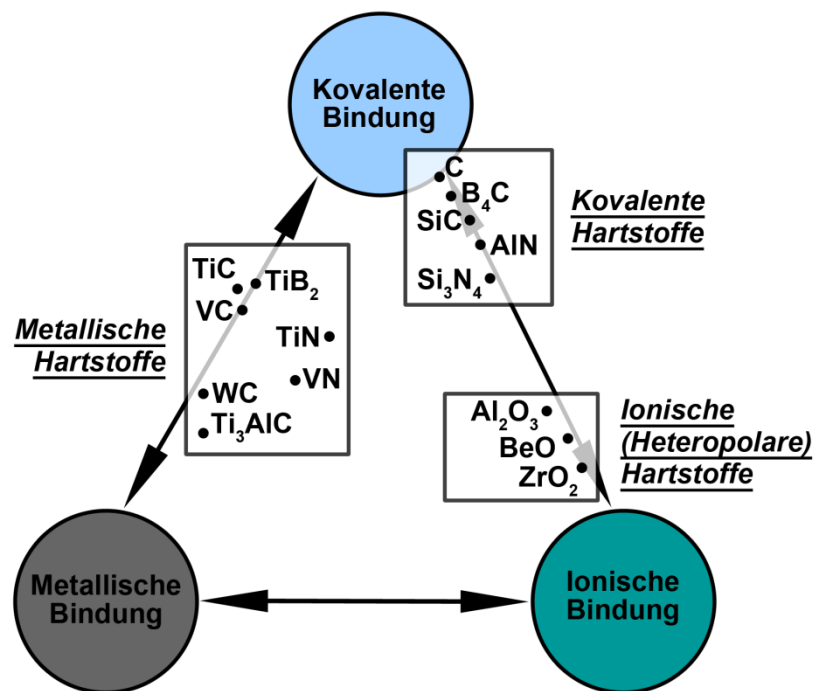 Kovalente
Bindung
C
B₄C
SiC
AlN
Si₃N₄
Kovalente
Hartstoffe
TiC
TiB₂
VC
TiN
VN
WC
Ti₃AlC
Metallische
Hartstoffe
Al₂O₃
BeO
ZrO₂
Ionische
(Heteropolare)
Hartstoffe
Metallische
Bindung
Ionische
Bindung